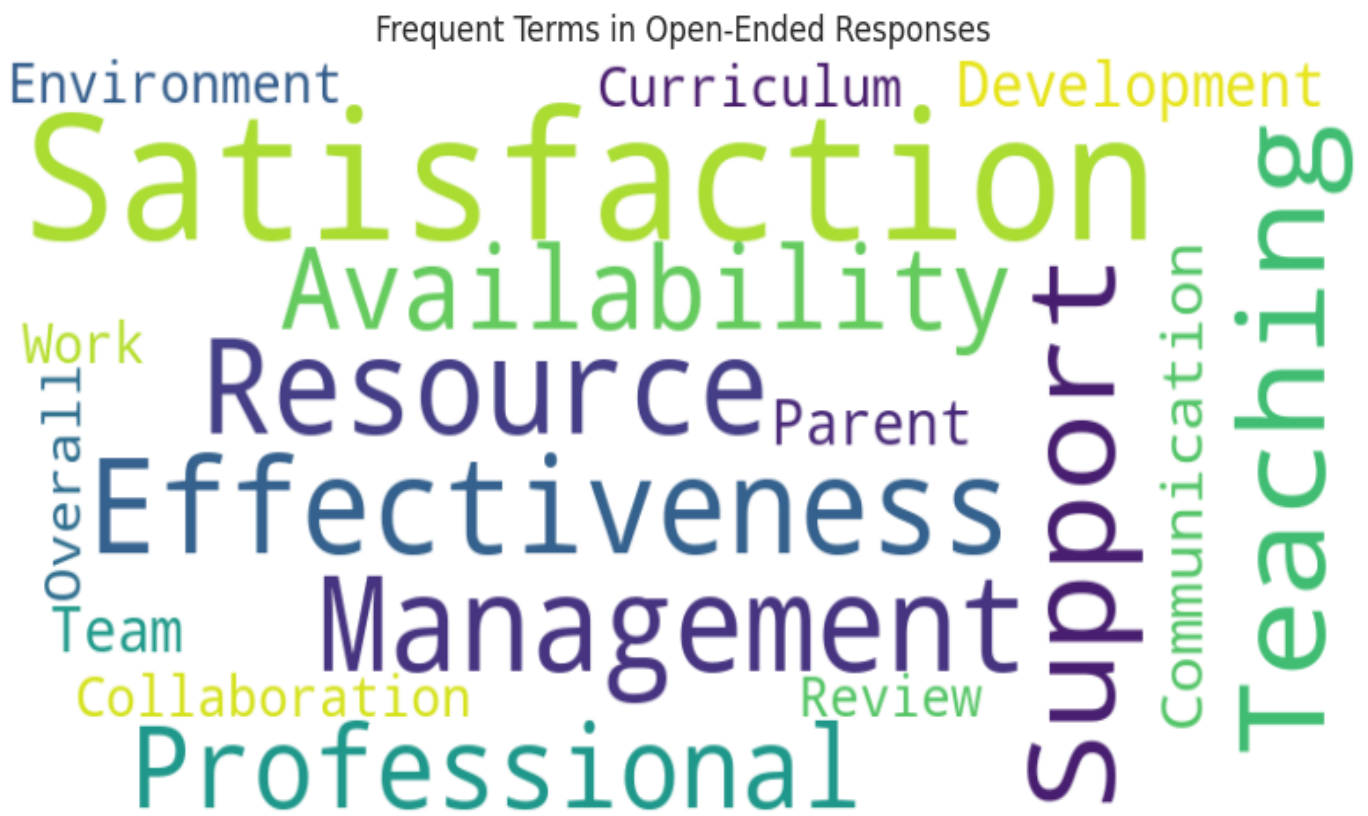 Frequent Terms in Open-Ended Responses
Environment
Curriculum
Development
Satisfaction
Teaching
Availability
Support
Communication
Work
Resource
Overall
Parent
Effectiveness
Management
Team
Collaboration
Review
Professional